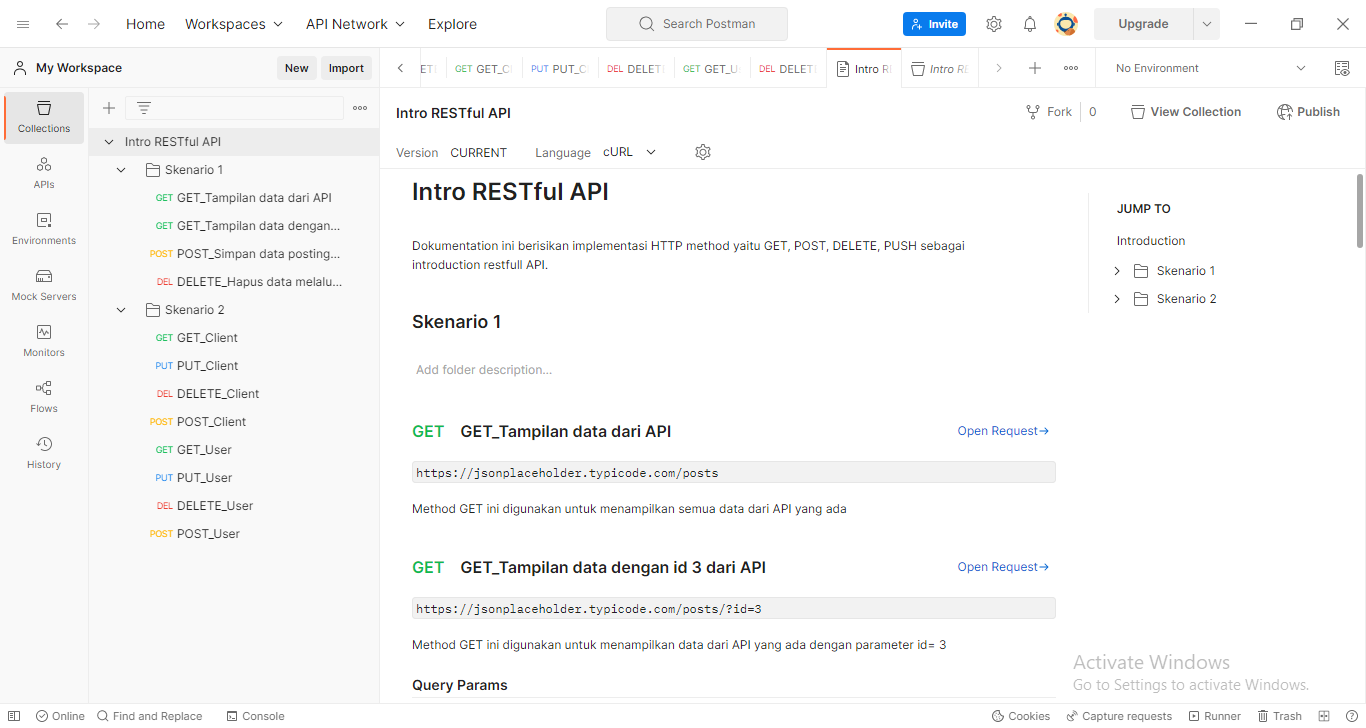 Home Workspaces API Network Explore Search Postman Invite Upgrade
My Workspace New Import GET_C PUT PUT_C DEL DELET GET GET_U DEL DELET Intro R Intro RE No Environment
Collections
APIs
Environments
Mock Servers
Monitors
Flows
History
Intro RESTful API
Skenario 1
GET GET_Tampilan data dari API
GET GET_Tampilan data dengan...
POST POST_Simpan data posting...
DEL DELETE_Hapus data melalu...
Skenario 2
GET GET_Client
PUT PUT_Client
DEL DELETE_Client
POST POST_Client
GET GET_User
PUT PUT_User
DEL DELETE_User
POST POST_User
Intro RESTful API Fork 0 View Collection Publish
Version CURRENT Language cURL
Intro RESTful API
Dokumentation ini berisikan implementasi HTTP method yaitu GET, POST, DELETE, PUSH sebagai
introduction restfull API.
Skenario 1
Add folder description...
GET GET_Tampilan data dari API Open Request→
https://jsonplaceholder.typicode.com/posts
Method GET ini digunakan untuk menampilkan semua data dari API yang ada
GET GET_Tampilan data dengan id 3 dari API Open Request→
https://jsonplaceholder.typicode.com/posts/?id=3
Method GET ini digunakan untuk menampilkan data dari API yang ada dengan parameter id= 3
Query Params
JUMP TO
Introduction
Skenario 1
Skenario 2
Activate Windows
Go to Settings to activate Windows.
Online Find and Replace Console Cookies Capture requests Runner Trash